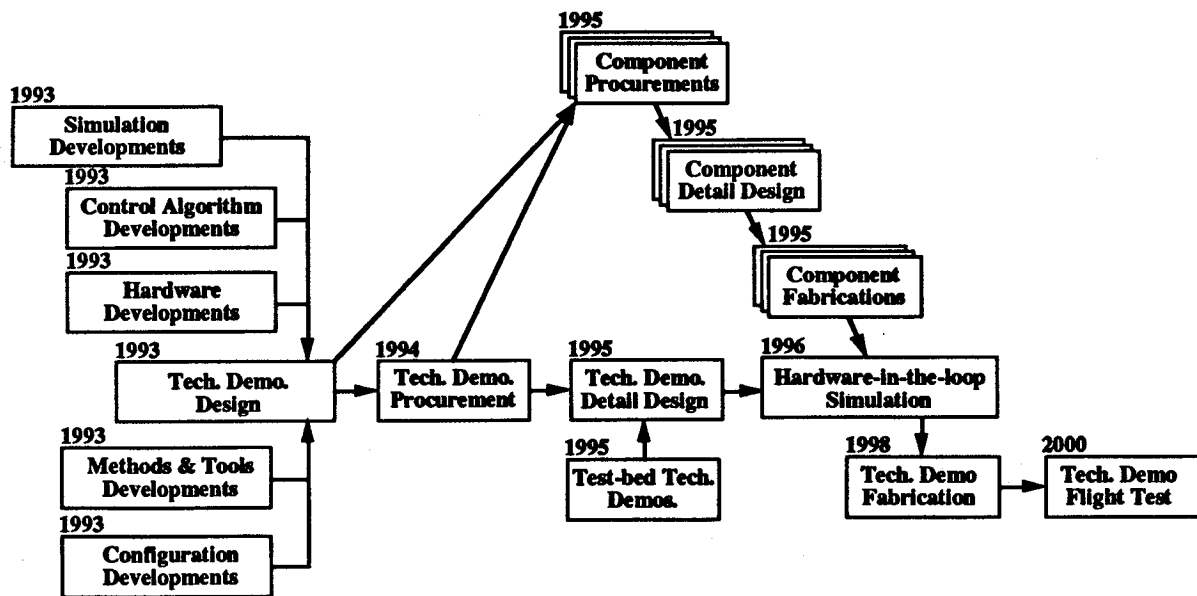 1995
Component
Procurements
1993
Simulation
Developments
1995
Component
Detail Design
1993
Control Algorithm
Developments
1995
Component
Fabrications
1993
Hardware
Developments
1993
Tech. Demo.
Design
1994
Tech. Demo.
Procurement
1995
Tech. Demo.
Detail Design
1996
Hardware-in-the-loop
Simulation
1993
Methods & Tools
Developments
1995
Test-bed Tech.
Demos.
1998
Tech. Demo
Fabrication
2000
Tech. Demo
Flight Test
1993
Configuration
Developments